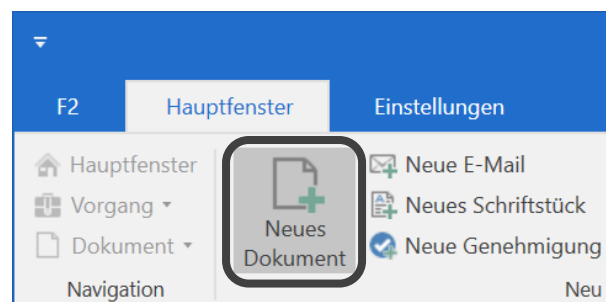 F2 Hauptfenster Einstellungen
Hauptfenster
Vorgang
Dokument
Navigation
Neues
Dokument
Neue E-Mail
Neues Schriftstück
Neue Genehmigung
Neu